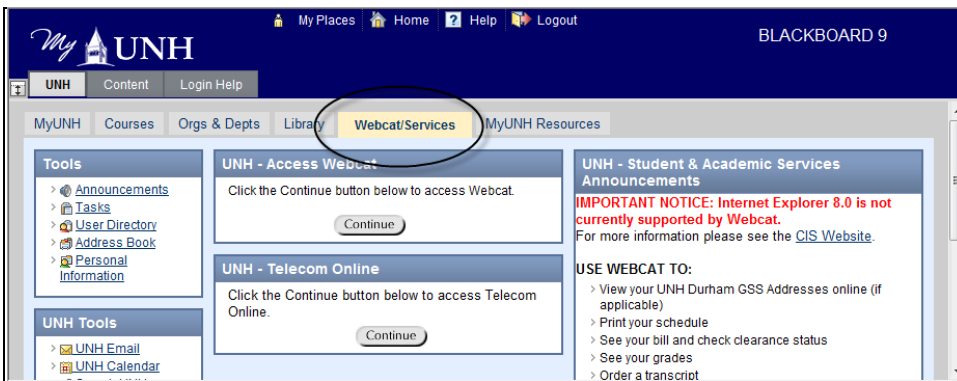 My Places Home ? Help Logout
My UNH
BLACKBOARD 9
UNH Content Login Help
MyUNH Courses Orgs & Depts Library Webcat/Services MyUNH Resources
Tools
> Announcements
> Tasks
> User Directory
> Address Book
> Personal
Information
UNH Tools
> UNH Email
> UNH Calendar
UNH - Access Webcat
Click the Continue button below to access Webcat.
Continue
UNH - Telecom Online
Click the Continue button below to access Telecom
Online.
Continue
UNH - Student & Academic Services
Announcements
IMPORTANT NOTICE: Internet Explorer 8.0 is not
currently supported by Webcat.
For more information please see the CIS Website.
USE WEBCAT TO:
> View your UNH Durham GSS Addresses online (if
applicable)
> Print your schedule
> See your bill and check clearance status
> See your grades
> Order a transcript